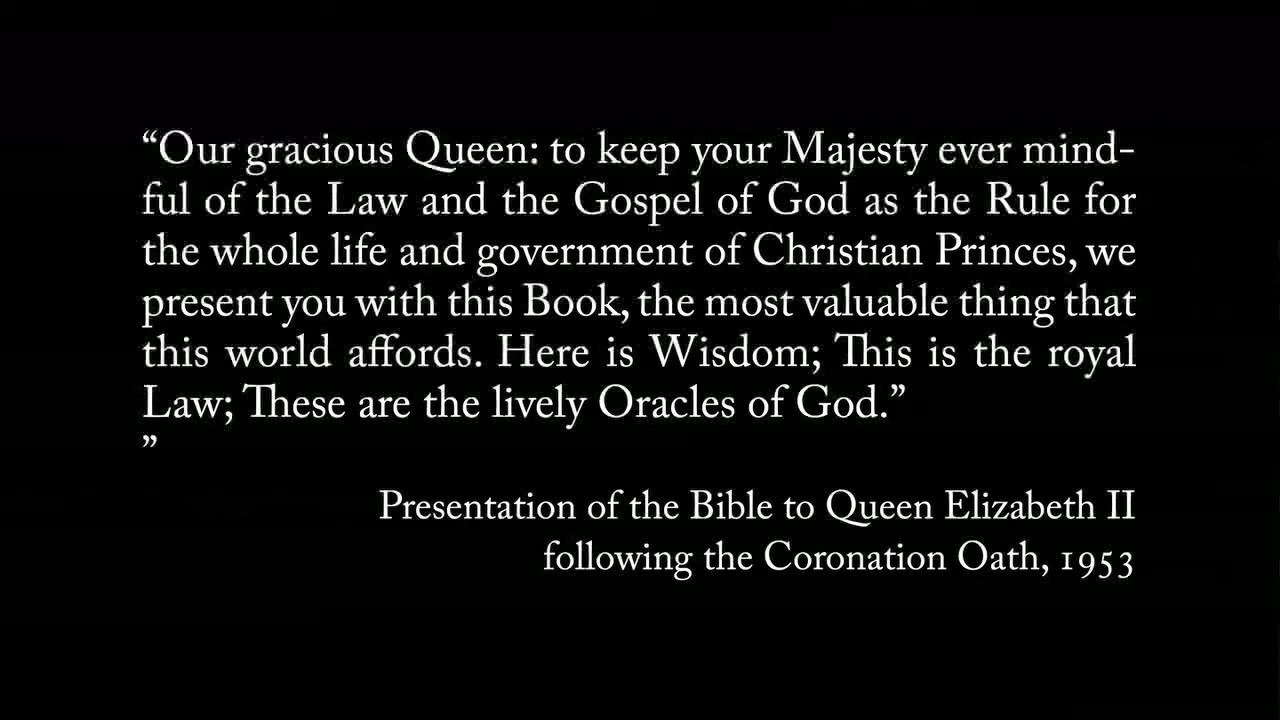 “Our gracious Queen: to keep your Majesty ever mind-
ful of the Law and the Gospel of God as the Rule for
the whole life and government of Christian Princes, we
present you with this Book, the most valuable thing that
this world affords. Here is Wisdom; This is the royal
Law; These are the lively Oracles of God.”
”
Presentation of the Bible to Queen Elizabeth II
following the Coronation Oath, 1953